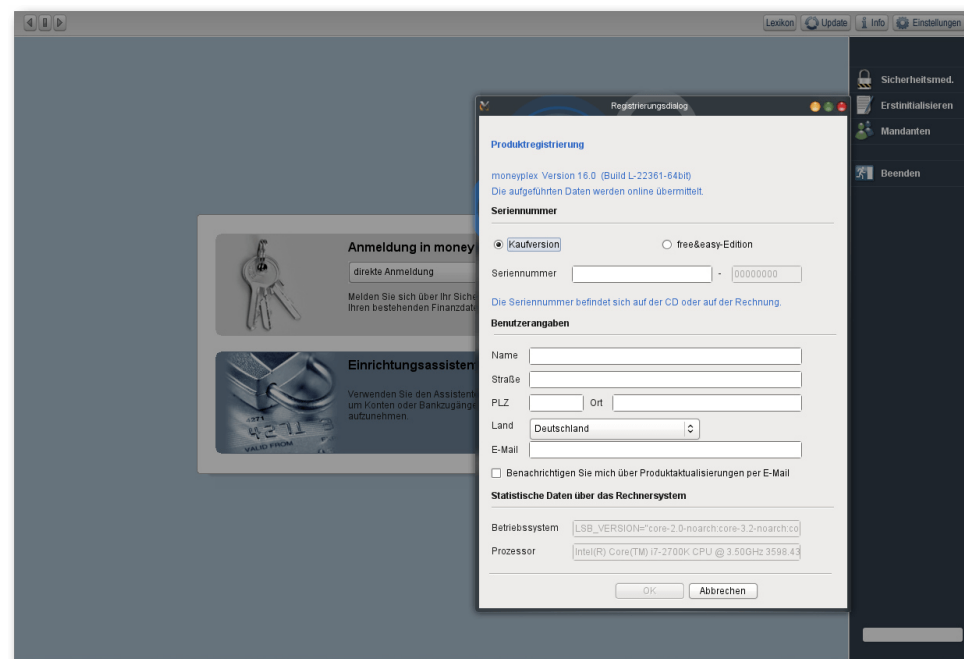 Lexikon Update Info Einstellungen
Sicherheitsmed.
Erstinitialisieren
Mandanten
Beenden
Anmeldung in money
direkte Anmeldung
Melden Sie sich über Ihr Siche
Ihren bestehenden Finanzdat
Einrichtungsassisten
Verwenden Sie den Assistent
um Konten oder Bankzugänge
aufzunehmen.
4271
4271
VALID FROM
Registrierungsdialog
Produktregistrierung
moneyplex Version 16.0 (Build L-22361-64bit)
Die aufgeführten Daten werden online übermittelt.
Seriennummer
Kaufversion free&easy-Edition
Seriennummer - 00000000
Die Seriennummer befindet sich auf der CD oder auf der Rechnung.
Benutzerangaben
Name
Straße
PLZ Ort
Land Deutschland
E-Mail
Benachrichtigen Sie mich über Produktaktualisierungen per E-Mail
Statistische Daten über das Rechnersystem
Betriebssystem LSB_VERSION="core-2.0-noarch:core-3.2-noarch:co
Prozessor Intel(R) Core(TM) i7-2700K CPU @ 3.50GHz 3598.43
OK Abbrechen